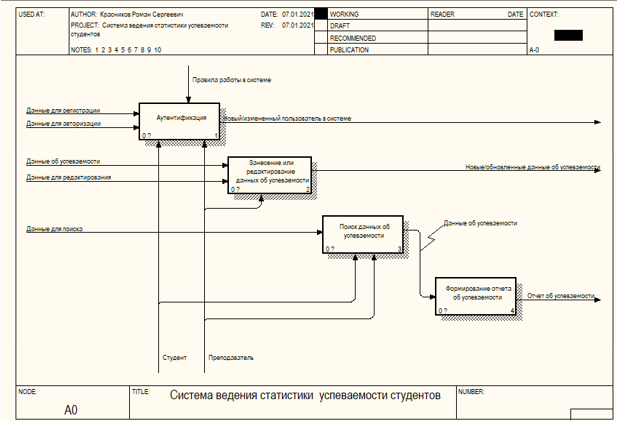 USED AT:
AUTHOR: Красников Роман Сергеевич
DATE: 07.01.2021
PROJECT: Система ведения статистики успеваемости студентов
REV: 07.01.2021
NOTES: 1 2 3 4 5 6 7 8 9 10
WORKING
DRAFT
RECOMMENDED
PUBLICATION
READER
DATE
CONTEXT:
A-0
Правила работы в системе
Данные для регистрации
Данные для авторизации
Аутентификация
0 ?
1
Новый/измененный пользователь в системе
Данные об успеваемости
Данные для редактирования
Занесение или
редактирование
данных об успеваемости
0 ?
2
Новые/обновленные данные об успеваемости
Данные для поиска
Поиск данных об
успеваемости
0 ?
3
Данные об успеваемости
Формирование отчета
об успеваемости
0 ?
4
Отчет об успеваемости
Студент
Преподаватель
NODE:
A0
TITLE:
Система ведения статистики успеваемости студентов
NUMBER: